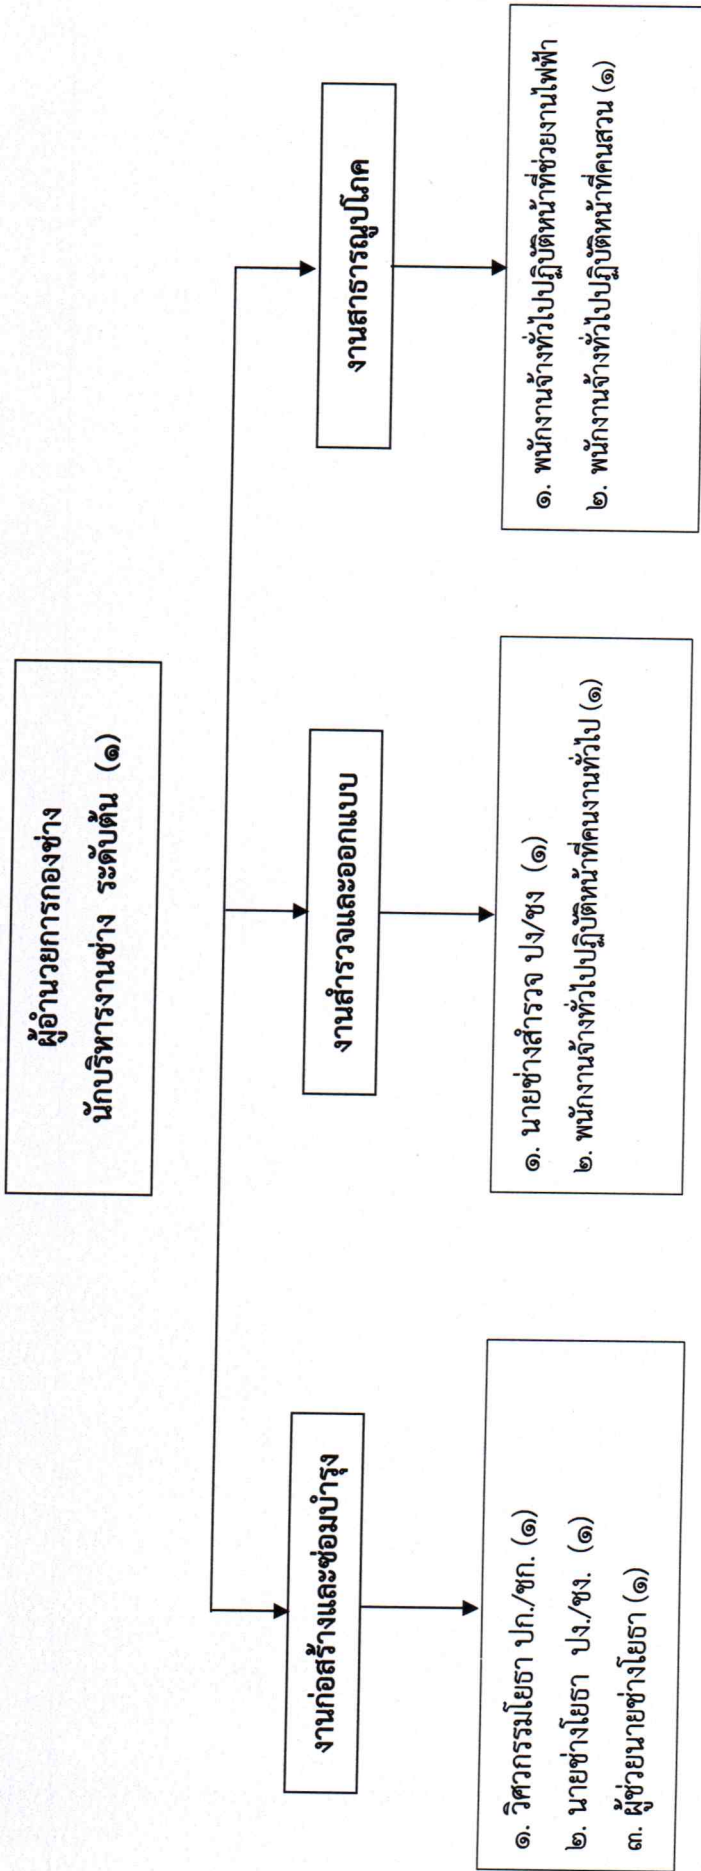 ผู้อำนวยการกองช่าง
นักบริหารงานช่าง ระดับต้น (๑)
งานก่อสร้างและซ่อมบำรุง
๑. วิศวกรรมโยธา ปก./ชก. (๑)
๒. นายช่างโยธา ปง./ชง. (๑)
๓. ผู้ช่วยนายช่างโยธา (๑)
งานสำรวจและออกแบบ
๑. นายช่างสำรวจ ปง/ชง (๑)
๒. พนักงานจ้างทั่วไปปฏิบัติหน้าที่คนงานทั่วไป (๑)
งานสาธารณูปโภค
๑. พนักงานจ้างทั่วไปปฏิบัติหน้าที่ช่วยงานไฟฟ้า
๒. พนักงานจ้างทั่วไปปฏิบัติหน้าที่คนสวน (๑)